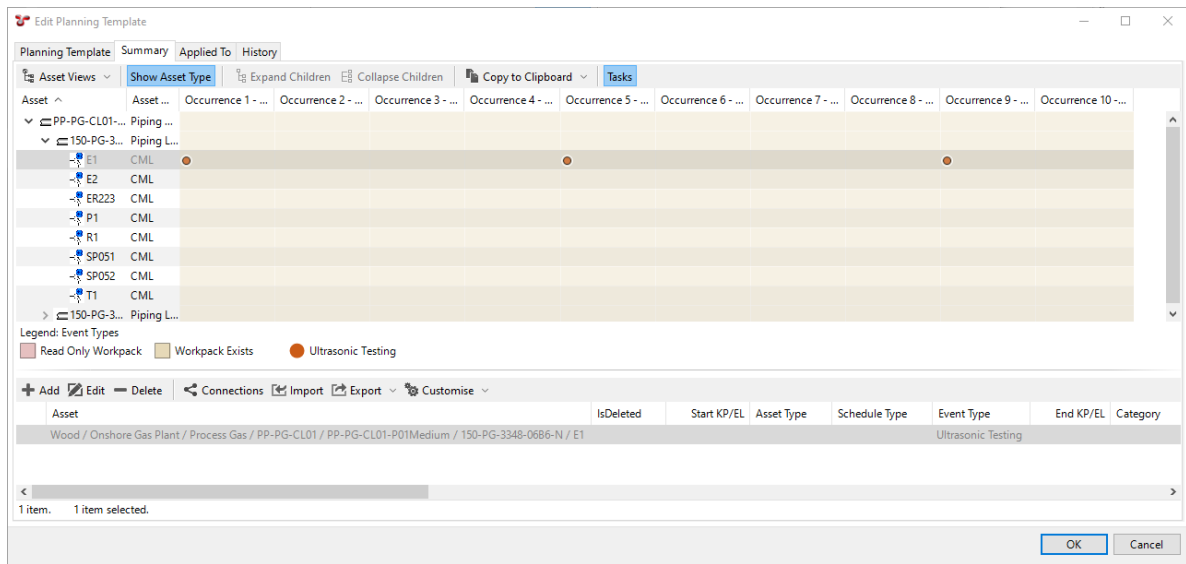 Edit Planning Template
Planning Template Summary Applied To History
Asset Views Show Asset Type Expand Children Collapse Children Copy to Clipboard Tasks
Asset Asset ... Occurrence 1 - ... Occurrence 2 - ... Occurrence 3 - ... Occurrence 4 - ... Occurrence 5 - ... Occurrence 6 - ... Occurrence 7 - ... Occurrence 8 - ... Occurrence 9 - ... Occurrence 10 -...
PP-PG-CL01-... Piping ...
150-PG-3... Piping L...
E1 CML
E2 CML
ER223 CML
P1 CML
R1 CML
SP051 CML
SP052 CML
T1 CML
150-PG-3... Piping L...
Legend: Event Types
Read Only Workpack Workpack Exists Ultrasonic Testing
Add Edit Delete Connections Import Export Customise
Asset IsDeleted Start KP/EL Asset Type Schedule Type Event Type End KP/EL Category
Wood / Onshore Gas Plant / Process Gas / PP-PG-CL01 / PP-PG-CL01-P01Medium / 150-PG-3348-06B6-N / E1 Ultrasonic Testing
1 item. 1 item selected.
OK Cancel